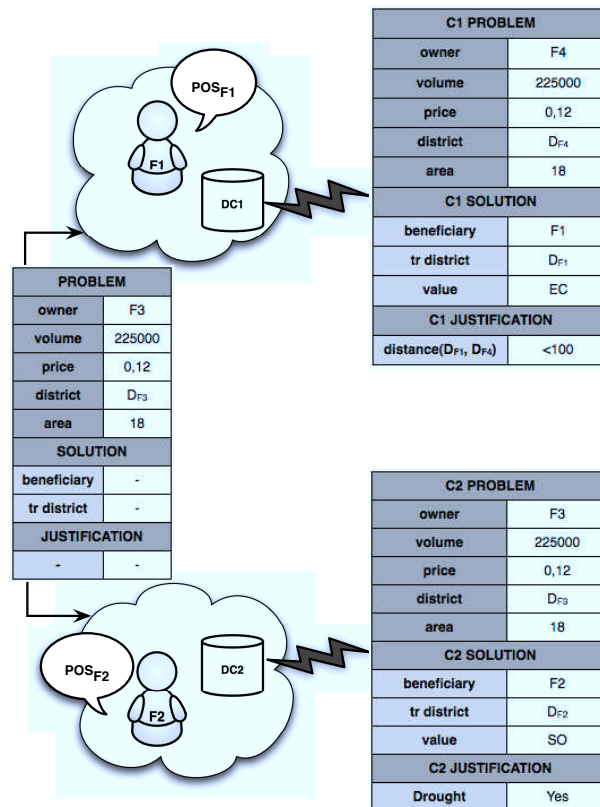 POSF1
F1
DC1
C1 PROBLEM
owner F4
volume 225000
price 0,12
district DF4
area 18
C1 SOLUTION
beneficiary F1
tr district DF1
value EC
C1 JUSTIFICATION
distance(DF1, DF4) <100
PROBLEM
owner F3
volume 225000
price 0,12
district DF3
area 18
SOLUTION
beneficiary -
tr district -
JUSTIFICATION
- -
POSF2
F2
DC2
C2 PROBLEM
owner F3
volume 225000
price 0,12
district DF3
area 18
C2 SOLUTION
beneficiary F2
tr district DF2
value SO
C2 JUSTIFICATION
Drought Yes